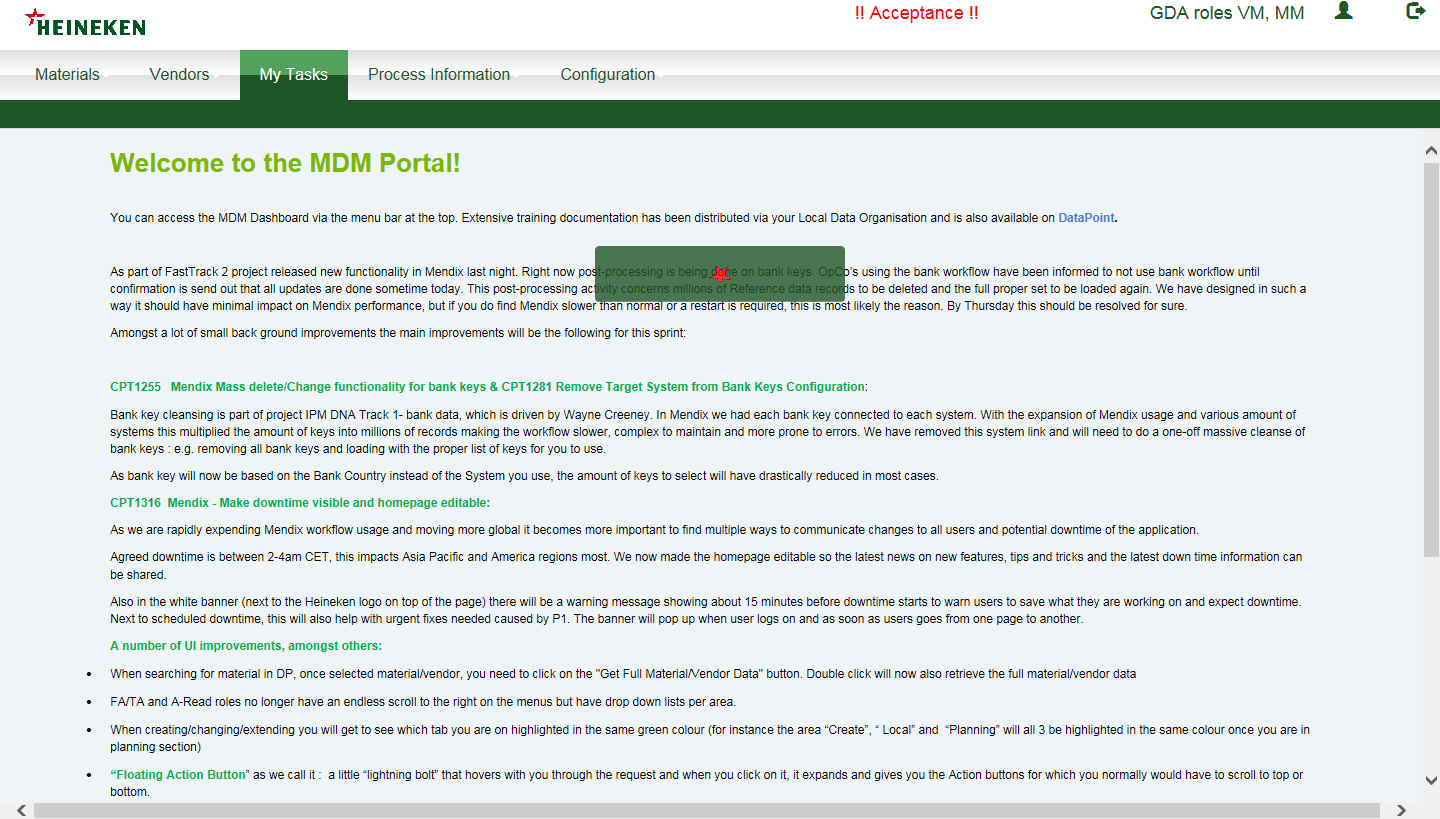 HEINEKEN
!! Acceptance !!
GDA roles VM, MM
Materials
Vendors
My Tasks
Process Information
Configuration
Welcome to the MDM Portal!
You can access the MDM Dashboard via the menu bar at the top. Extensive training documentation has been distributed via your Local Data Organisation and is also available on DataPoint.
As part of FastTrack 2 project released new functionality in Mendix last night. Right now post-processing is being done on bank keys. OpCo's using the bank workflow have been informed to not use bank workflow until
confirmation is send out that all updates are done sometime today. This post-processing activity concerns millions of Reference data records to be deleted and the full proper set to be loaded again. We have designed in such a
way it should have minimal impact on Mendix performance, but if you do find Mendix slower than normal or a restart is required, this is most likely the reason. By Thursday this should be resolved for sure.
Amongst a lot of small back ground improvements the main improvements will be the following for this sprint:
CPT1255 Mendix Mass delete/Change functionality for bank keys & CPT1281 Remove Target System from Bank Keys Configuration:
Bank key cleansing is part of project IPM DNA Track 1- bank data, which is driven by Wayne Creeney. In Mendix we had each bank key connected to each system. With the expansion of Mendix usage and various amount of
systems this multiplied the amount of keys into millions of records making the workflow slower, complex to maintain and more prone to errors. We have removed this system link and will need to do a one-off massive cleanse of
bank keys : e.g. removing all bank keys and loading with the proper list of keys for you to use.
As bank key will now be based on the Bank Country instead of the System you use, the amount of keys to select will have drastically reduced in most cases.
CPT1316 Mendix - Make downtime visible and homepage editable:
As we are rapidly expending Mendix workflow usage and moving more global it becomes more important to find multiple ways to communicate changes to all users and potential downtime of the application.
Agreed downtime is between 2-4am CET, this impacts Asia Pacific and America regions most. We now made the homepage editable so the latest news on new features, tips and tricks and the latest down time information can
be shared.
Also in the white banner (next to the Heineken logo on top of the page) there will be a warning message showing about 15 minutes before downtime starts to warn users to save what they are working on and expect downtime.
Next to scheduled downtime, this will also help with urgent fixes needed caused by P1. The banner will pop up when user logs on and as soon as users goes from one page to another.
A number of UI improvements, amongst others:
• When searching for material in DP, once selected material/vendor, you need to click on the "Get Full Material/Vendor Data" button. Double click will now also retrieve the full material/vendor data
• FA/TA and A-Read roles no longer have an endless scroll to the right on the menus but have drop down lists per area.
• When creating/changing/extending you will get to see which tab you are on highlighted in the same green colour (for instance the area “Create”, “ Local” and “Planning” will all 3 be highlighted in the same colour once you are in
planning section)
• “Floating Action Button” as we call it : a little “lightning bolt” that hovers with you through the request and when you click on it, it expands and gives you the Action buttons for which you normally would have to scroll to top or
bottom.